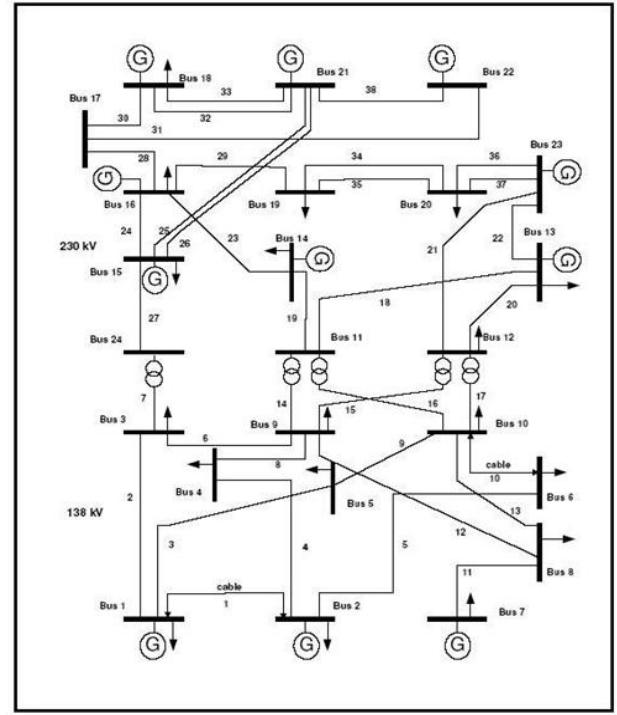 G G G
Bus 18 Bus 21 Bus 22
33 38
Bus 17
30 32
31
Bus 23
28 29 34 36
G G
35 37
Bus 16 Bus 19 Bus 20
24 25 23 Bus 14 21 22 Bus 13
230 kV 26
Bus 15 G G
G
18
27 19 20
Bus 24 Bus 11 Bus 12
7 14 15 16 17
Bus 3 Bus 9 Bus 10
6 9
8 cable
Bus 4 10
2 Bus 5 Bus 6
138 kV 13
3 4 5 12
Bus 8
11
cable
Bus 1 1 Bus 2 Bus 7
G G G